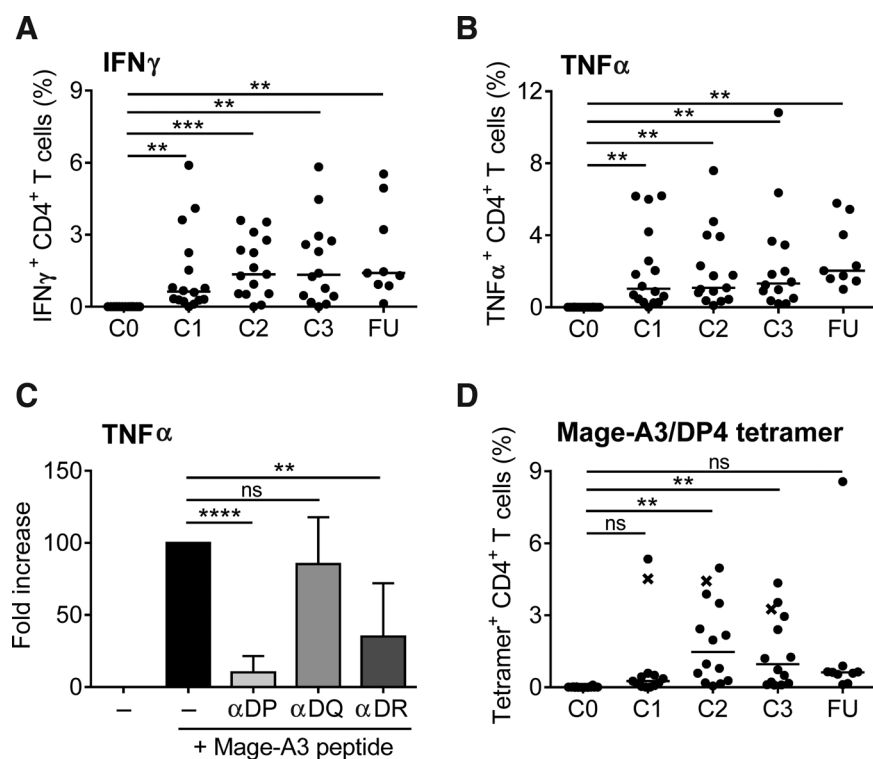 A
IFNγ
IFNγ⁺ CD4⁺ T cells (%)
9
6
3
0
**
**
***
**
C0 C1 C2 C3 FU
B
TNFα
TNFα⁺ CD4⁺ T cells (%)
12
8
4
0
**
**
**
**
C0 C1 C2 C3 FU
C
TNFα
Fold increase
150
100
50
0
**
ns
****
– – αDP αDQ αDR
+ Mage-A3 peptide
D
Mage-A3/DP4 tetramer
Tetramer⁺ CD4⁺ T cells (%)
9
6
3
0
ns
**
**
ns
C0 C1 C2 C3 FU